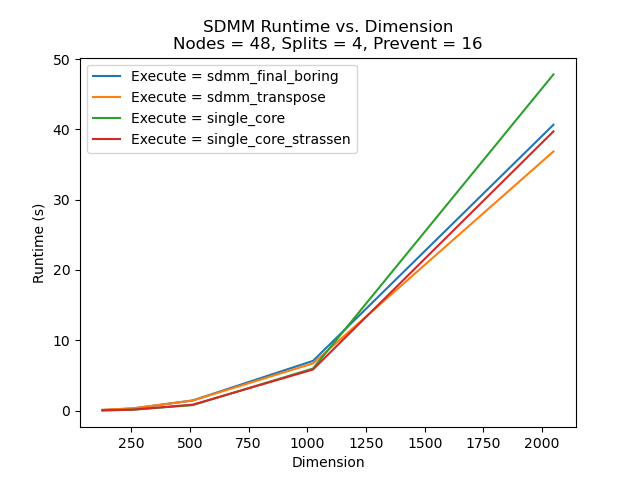 SDMM Runtime vs. Dimension
Nodes = 48, Splits = 4, Prevent = 16
Execute = sdmm_final_boring
Execute = sdmm_transpose
Execute = single_core
Execute = single_core_strassen
Runtime (s)
50
40
30
20
10
0
250 500 750 1000 1250 1500 1750 2000
Dimension